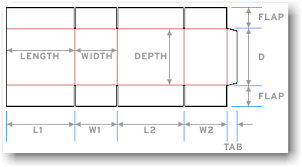 FLAP
LENGTH WIDTH DEPTH D
FLAP
L1 W1 L2 W2
TAB